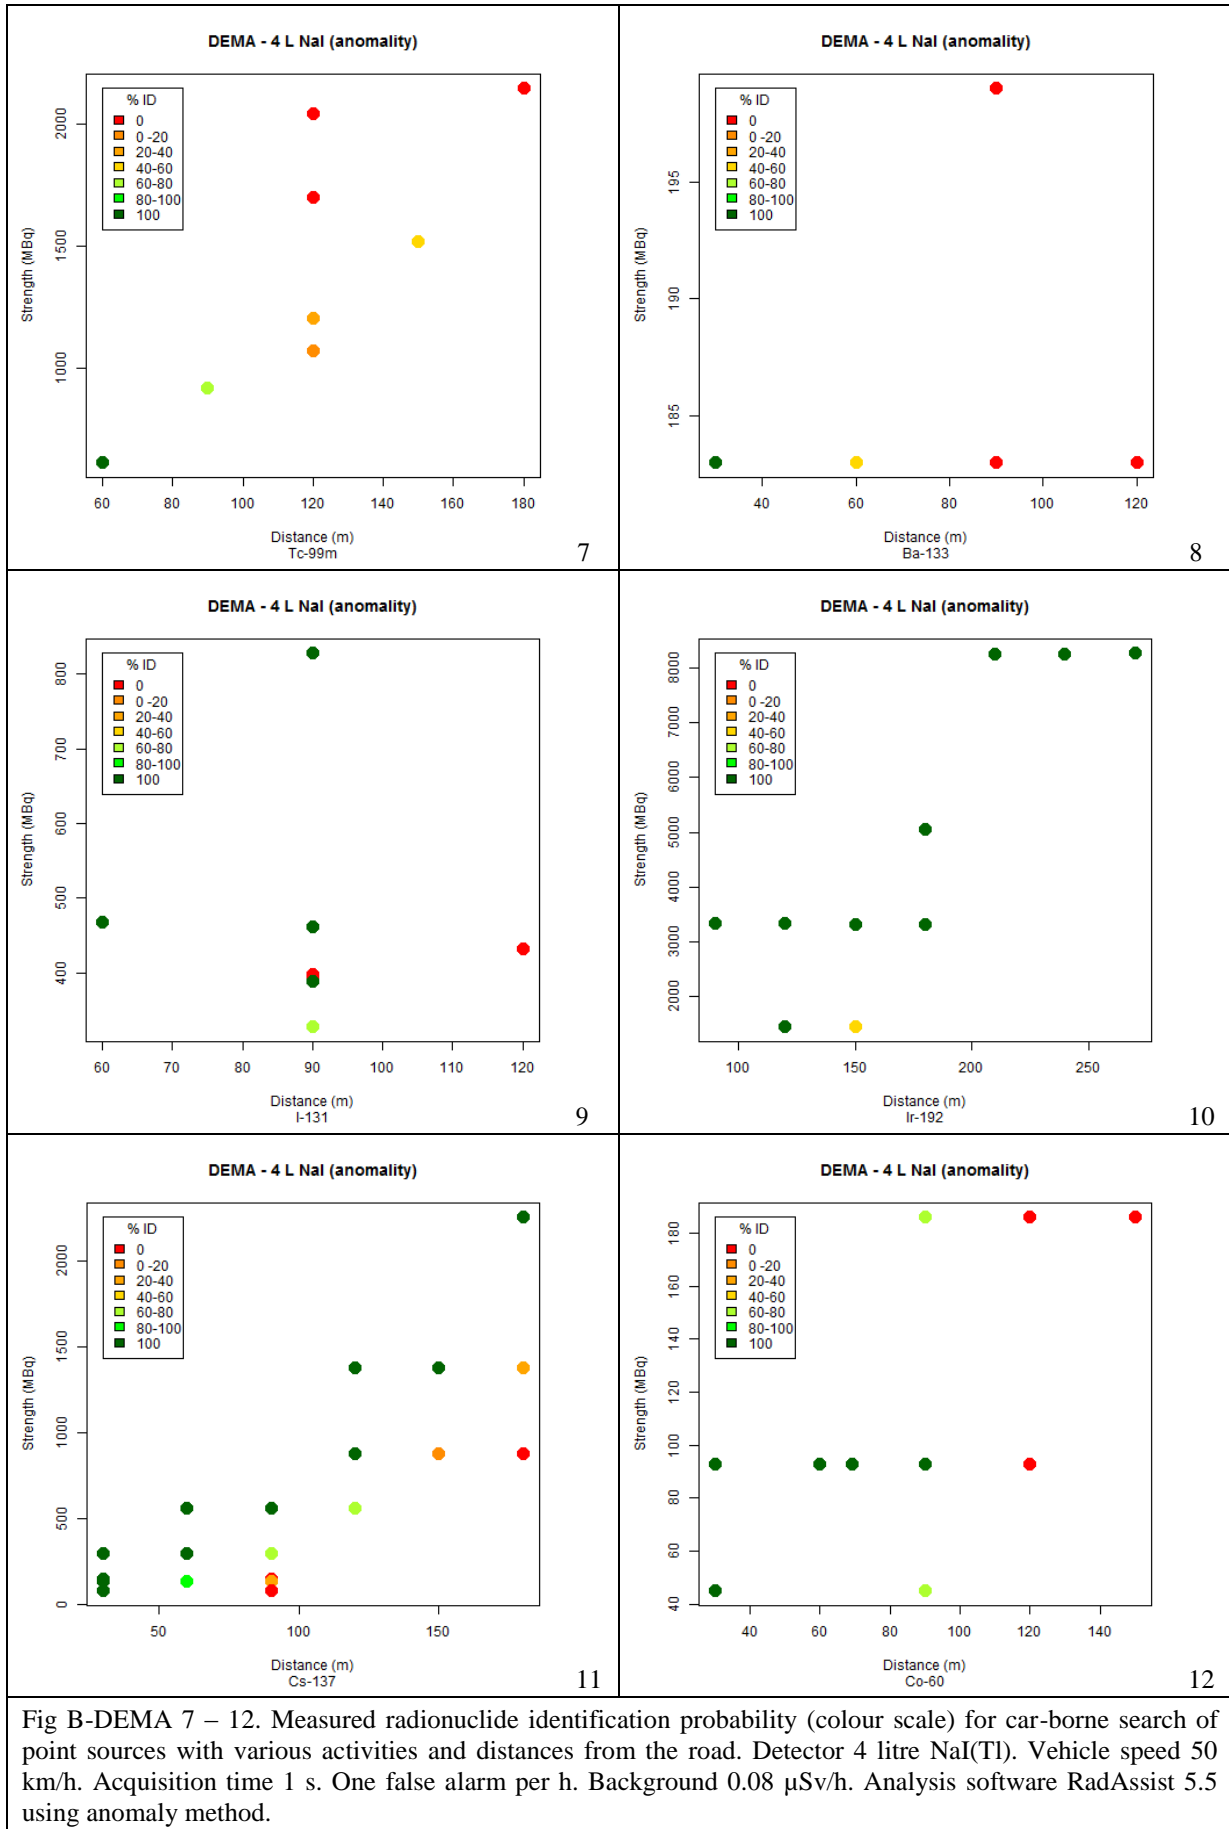 DEMA - 4 L NaI (anomality)
% ID
0
0 -20
20-40
40-60
60-80
80-100
100
Strength (MBq)
2000
1500
1000
60 80 100 120 140 160 180
Distance (m)
Tc-99m
7
DEMA - 4 L NaI (anomality)
% ID
0
0 -20
20-40
40-60
60-80
80-100
100
Strength (MBq)
195
190
185
40 60 80 100 120
Distance (m)
Ba-133
8
DEMA - 4 L NaI (anomality)
% ID
0
0 -20
20-40
40-60
60-80
80-100
100
Strength (MBq)
800
700
600
500
400
60 70 80 90 100 110 120
Distance (m)
I-131
9
DEMA - 4 L NaI (anomality)
% ID
0
0 -20
20-40
40-60
60-80
80-100
100
Strength (MBq)
8000
7000
6000
5000
4000
3000
2000
100 150 200 250
Distance (m)
Ir-192
10
DEMA - 4 L NaI (anomality)
% ID
0
0 -20
20-40
40-60
60-80
80-100
100
Strength (MBq)
2000
1500
1000
500
0
50 100 150
Distance (m)
Cs-137
11
DEMA - 4 L NaI (anomality)
% ID
0
0 -20
20-40
40-60
60-80
80-100
100
Strength (MBq)
180
160
140
120
100
80
60
40
40 60 80 100 120 140
Distance (m)
Co-60
12
Fig B-DEMA 7 – 12. Measured radionuclide identification probability (colour scale) for car-borne search of
point sources with various activities and distances from the road. Detector 4 litre NaI(Tl). Vehicle speed 50
km/h. Acquisition time 1 s. One false alarm per h. Background 0.08 µSv/h. Analysis software RadAssist 5.5
using anomaly method.